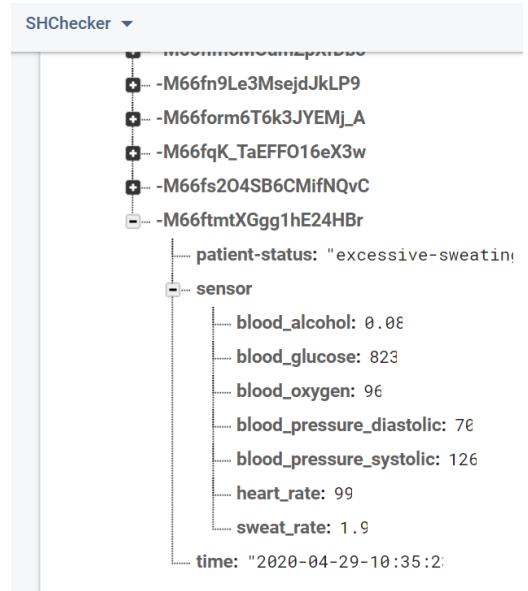 SHChecker
-M66fn9Le3MsejdJkLP9
-M66form6T6k3JYEMj_A
-M66fqK_TaEFFO16eX3w
-M66fs2O4SB6CMifNQvC
-M66ftmtXGgg1hE24HBr
patient-status: "excessive-sweating
sensor
blood_alcohol: 0.08
blood_glucose: 823
blood_oxygen: 96
blood_pressure_diastolic: 70
blood_pressure_systolic: 126
heart_rate: 99
sweat_rate: 1.9
time: "2020-04-29-10:35:2